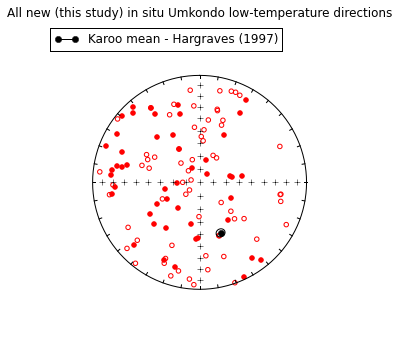 All new (this study) in situ Umkondo low-temperature directions
Karoo mean - Hargraves (1997)